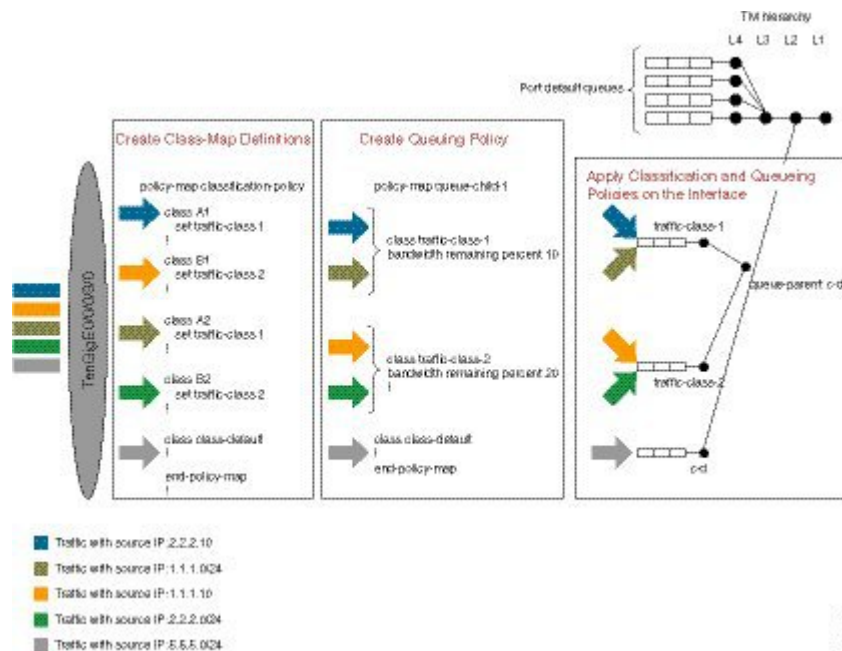 TM hierarchy
L4 L3 L2 L1
Port default queues
Create Class-Map Definitions
policy-map classification-policy
class A1
set traffic-class 1
!
class B1
set traffic-class 2
!
class A2
set traffic-class 1
!
class B2
set traffic-class 2
!
class class-default
!
end-policy-map
!
Create Queuing Policy
policy-map queue-child-1
class traffic-class-1
bandwidth remaining percent 10
class traffic-class-2
bandwidth remaining percent 20
!
class class-default
!
end-policy-map
Apply Classification and Queueing
Policies on the Interface
traffic-class-1
queue-parent c-d
traffic-class-2
c-d
Traffic with source IP:2.2.2.10
Traffic with source IP:1.1.1.0/24
Traffic with source IP:1.1.1.10
Traffic with source IP:2.2.2.0/24
Traffic with source IP:5.5.5.0/24